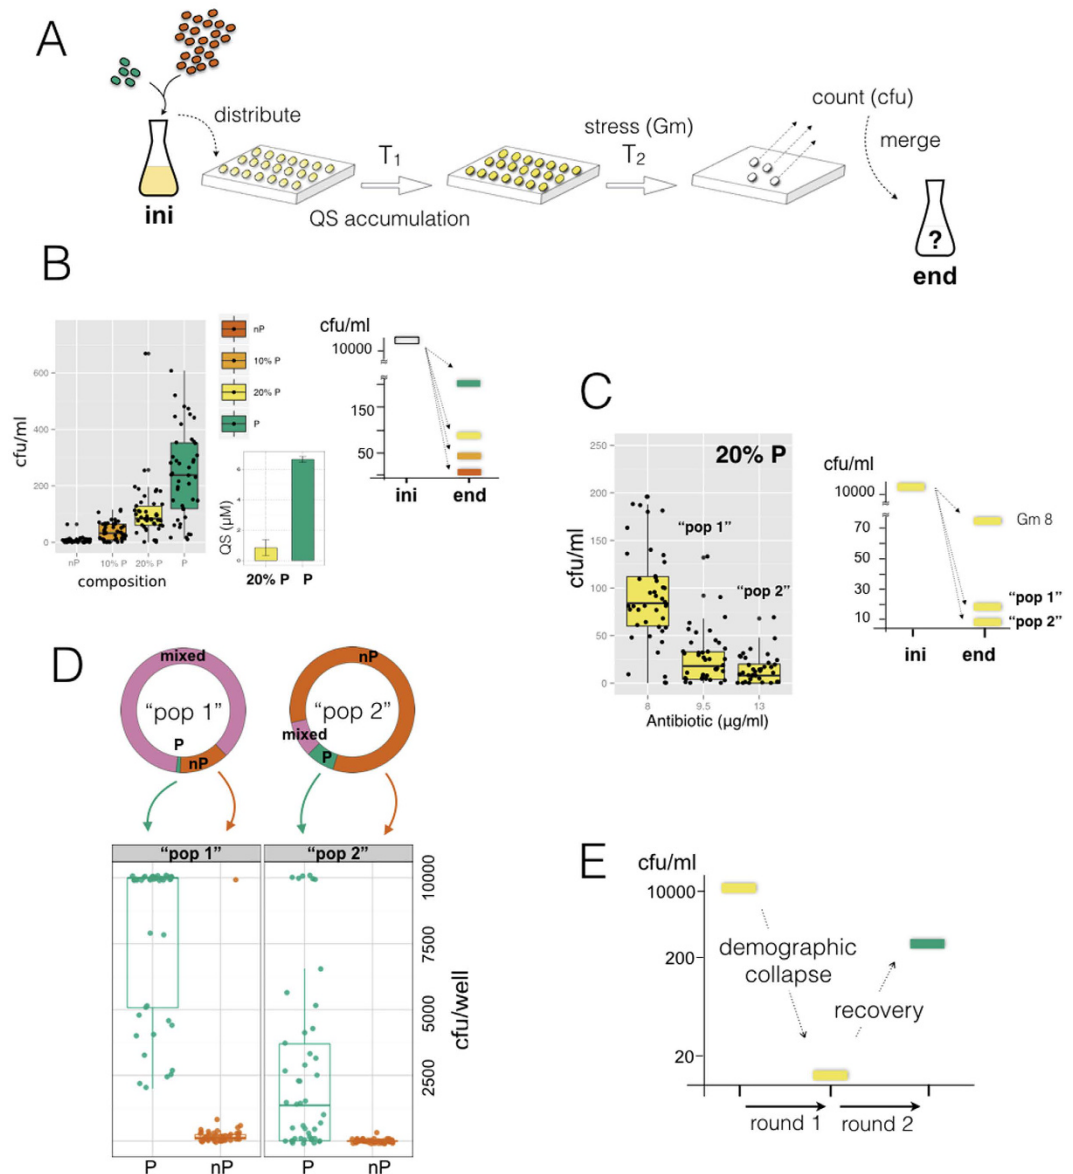 A
distribute
ini
T1
QS accumulation
stress (Gm)
T2
count (cfu)
merge
?
end
B
cfu/ml
600
400
200
0
nP
10% P
20% P
P
composition
nP
10% P
20% P
P
QS (µM)
6
4
2
0
20% P
P
cfu/ml
10000
150
50
ini
end
C
20% P
cfu/ml
250
200
150
100
50
0
"pop 1"
"pop 2"
8
9.5
13
Antibiotic (µg/ml)
cfu/ml
10000
70
50
30
10
Gm 8
"pop 1"
"pop 2"
ini
end
D
mixed
"pop 1"
P
nP
nP
"pop 2"
mixed
P
"pop 1"
"pop 2"
10000
7500
5000
2500
cfu/well
P
nP
P
nP
E
cfu/ml
10000
200
20
demographic
collapse
recovery
round 1
round 2